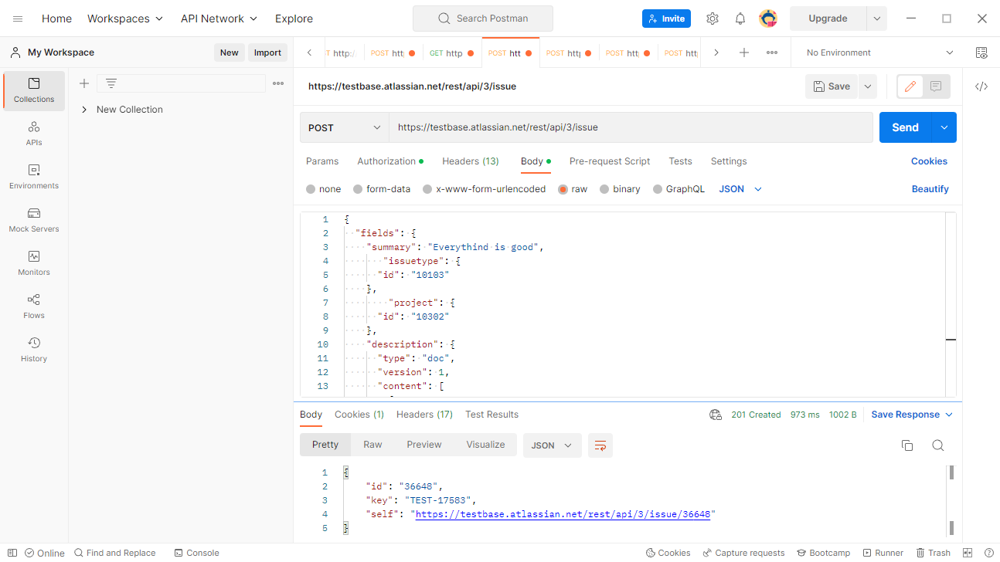 Home Workspaces API Network Explore Search Postman Invite Upgrade
My Workspace New Import
T http:/ POST htt GET http POST htt POST htt POST htt POST http No Environment
Collections
APIs
Environments
Mock Servers
Monitors
Flows
History
New Collection
https://testbase.atlassian.net/rest/api/3/issue Save
POST https://testbase.atlassian.net/rest/api/3/issue Send
Params Authorization Headers (13) Body Pre-request Script Tests Settings Cookies
none form-data x-www-form-urlencoded raw binary GraphQL JSON Beautify
1 {
2 "fields": {
3 "summary": "Everythind is good",
4 "issuetype": {
5 "id": "10103"
6 },
7 "project": {
8 "id": "10302"
9 },
10 "description": {
11 "type": "doc",
12 "version": 1,
13 "content": [
Body Cookies (1) Headers (17) Test Results 201 Created 973 ms 1002 B Save Response
Pretty Raw Preview Visualize JSON
1 {
2 "id": "36648",
3 "key": "TEST-17583",
4 "self": "https://testbase.atlassian.net/rest/api/3/issue/36648"
5 }
Online Find and Replace Console Cookies Capture requests Bootcamp Runner Trash